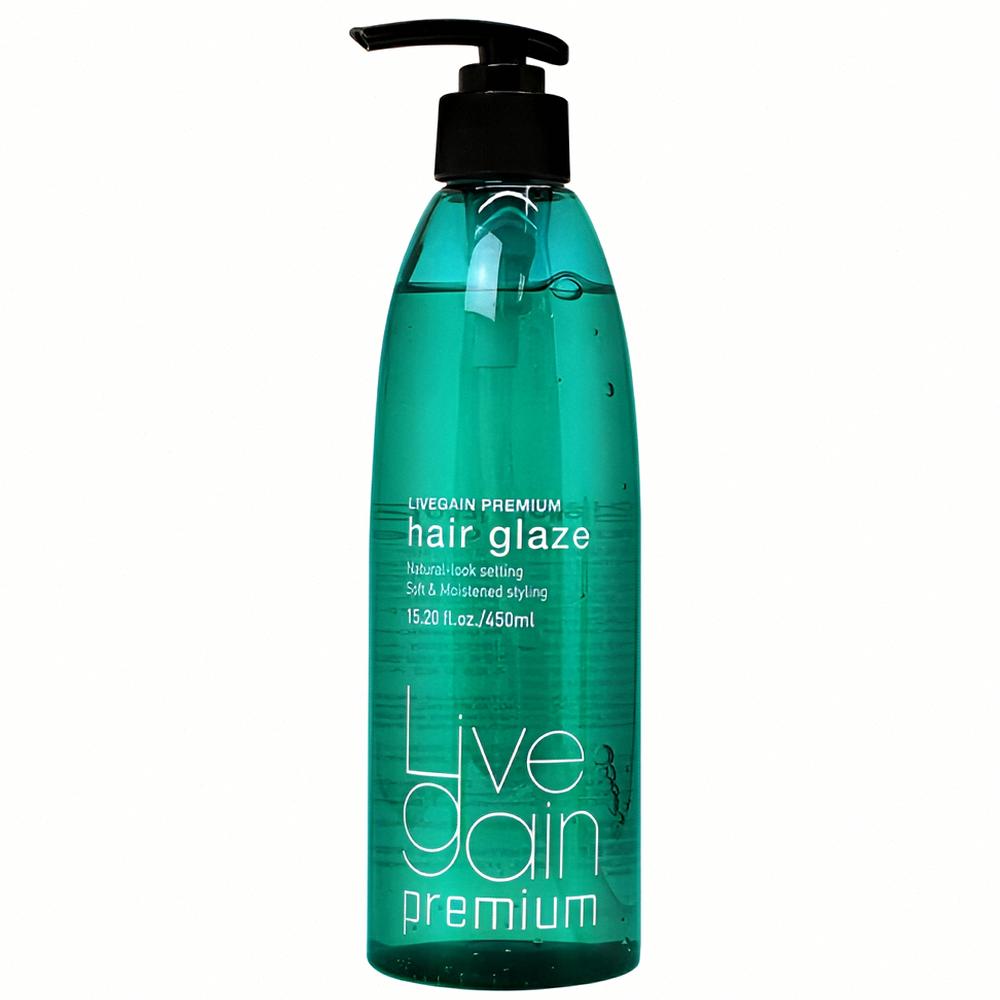 LIVEGAIN PREMIUM
hair glaze
Natural-look setting
Soft & Moistened styling
15.20 fl.oz./450ml
Live
gain
premium